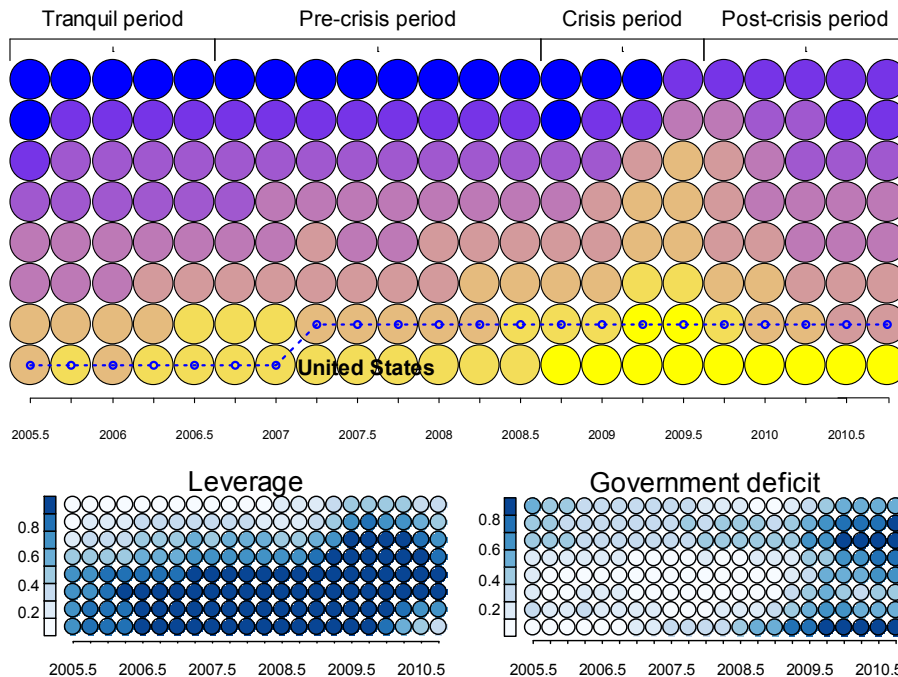 Tranquil period Pre-crisis period Crisis period Post-crisis period
United States
2005.5 2006 2006.5 2007 2007.5 2008 2008.5 2009 2009.5 2010 2010.5
Leverage
0.8
0.6
0.4
0.2
2005.5 2006.5 2007.5 2008.5 2009.5 2010.5
Government deficit
0.8
0.6
0.4
0.2
2005.5 2006.5 2007.5 2008.5 2009.5 2010.5